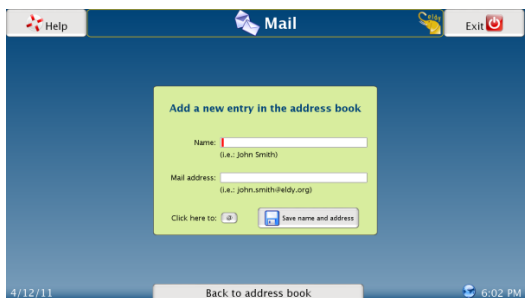 Help
Mail
eldy
Exit
Add a new entry in the address book
Name:
(i.e.: John Smith)
Mail address:
(i.e.: john.smith@eldy.org)
Click here to: @ Save name and address
4/12/11
Back to address book
6:02 PM